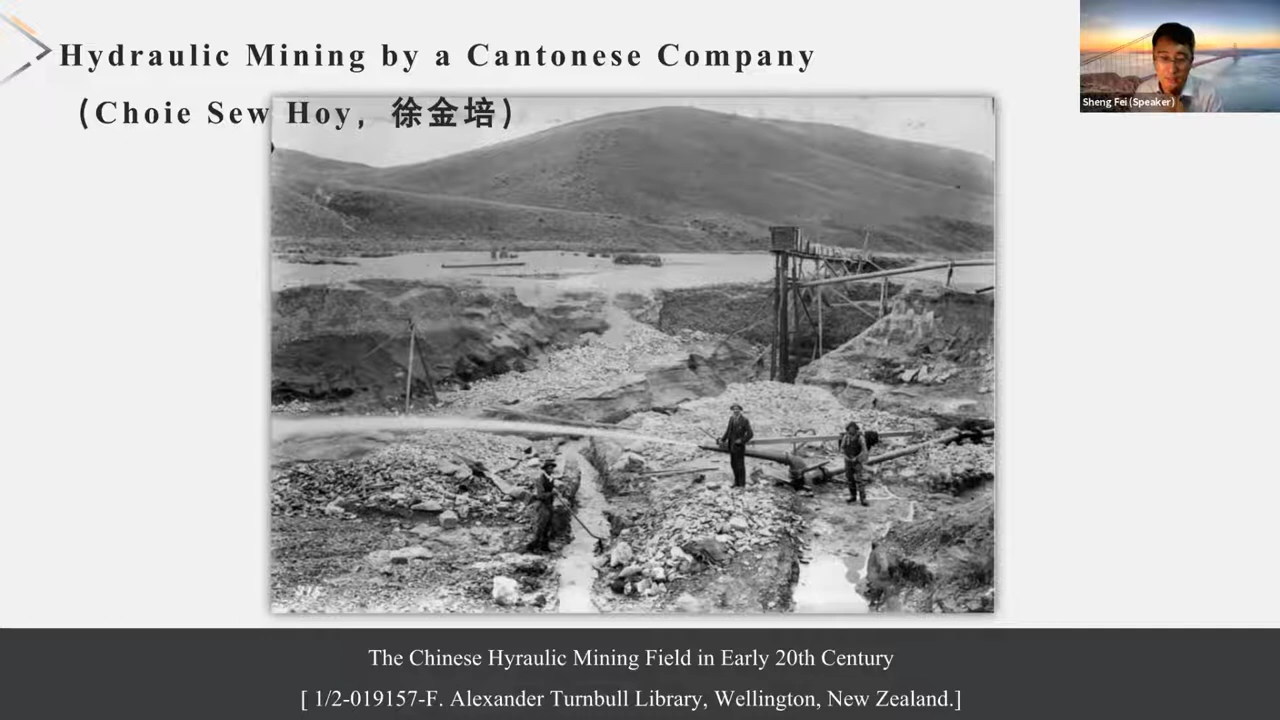 Hydraulic Mining by a Cantonese Company
(Choie Sew Hoy, 徐金培)
Sheng Fei (Speaker)
The Chinese Hyraulic Mining Field in Early 20th Century
[ 1/2-019157-F. Alexander Turnbull Library, Wellington, New Zealand.]